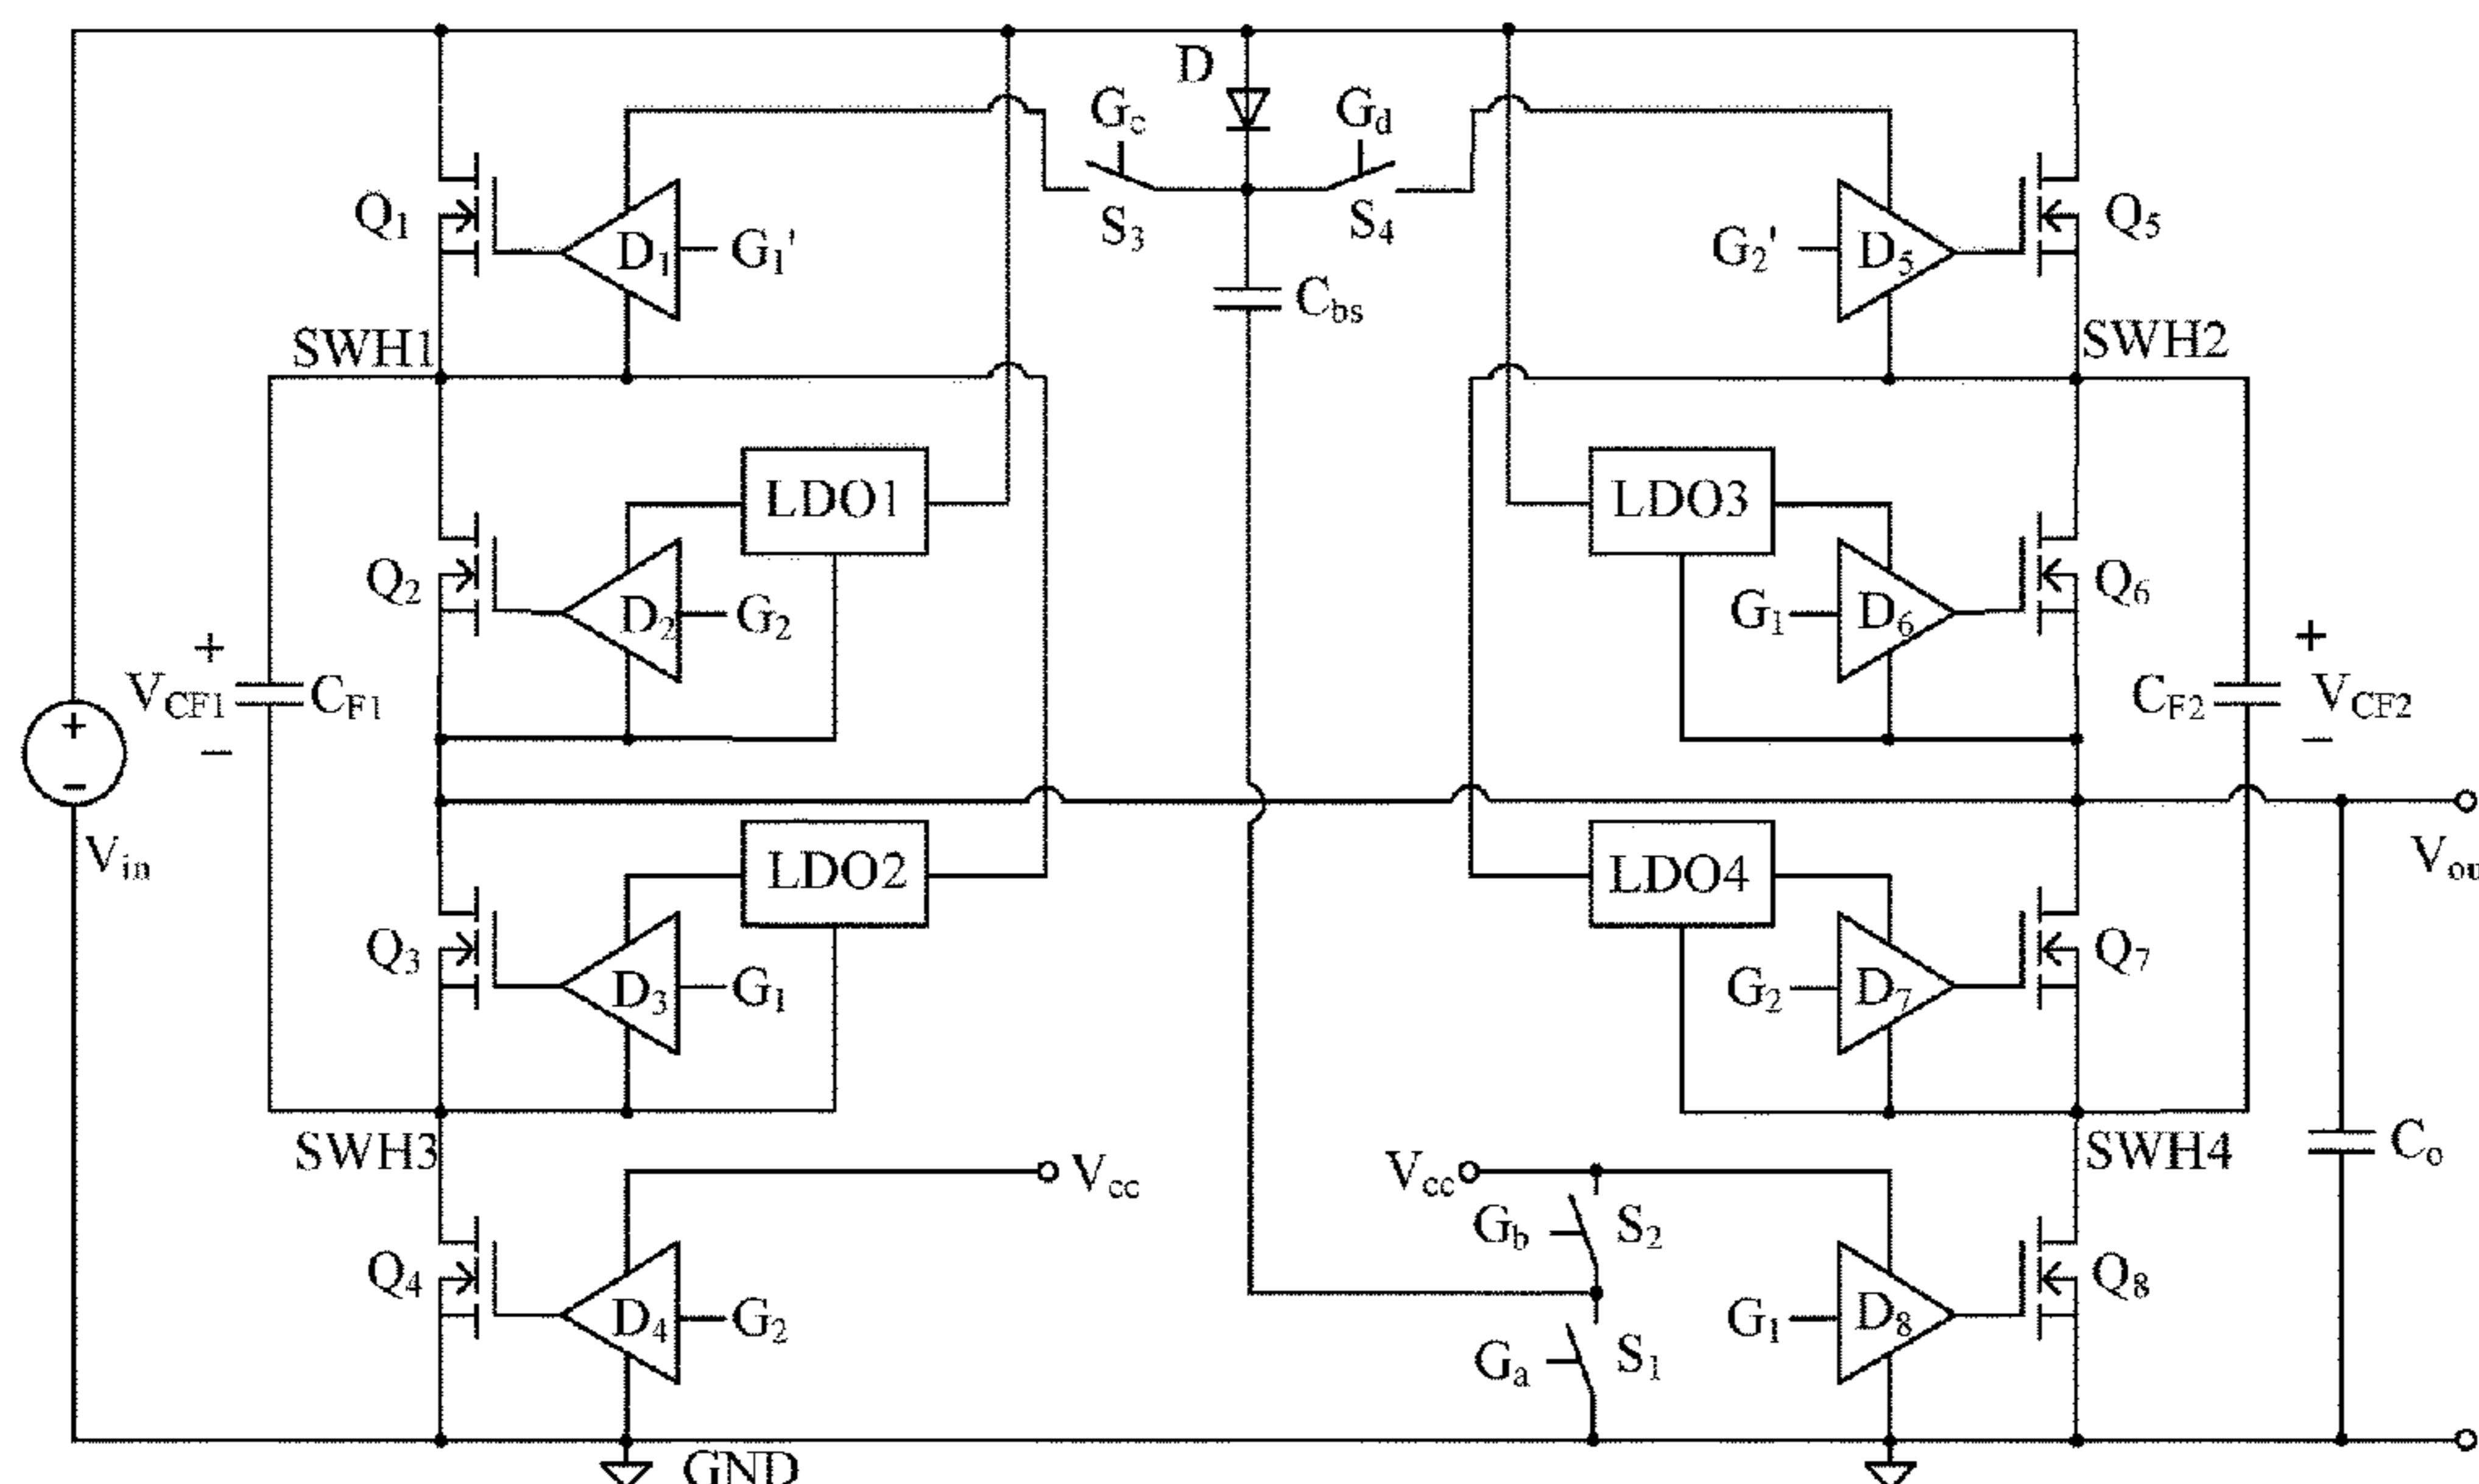 D
Gc
Gd
Q1
D1
G1'
S3
S4
G2'
D5
Q5
Cbs
SWH1
SWH2
LDO1
LDO3
Q2
D2
G2
G1
D6
Q6
+
VCF1
−
CF1
CF2
+
VCF2
−
+
−
Vin
LDO2
LDO4
Vou
Q3
D3
G1
G2
D7
Q7
SWH3
Vcc
Vcc
SWH4
Co
Gb
S2
Q4
D4
G2
Ga
S1
G1
D8
Q8
GND